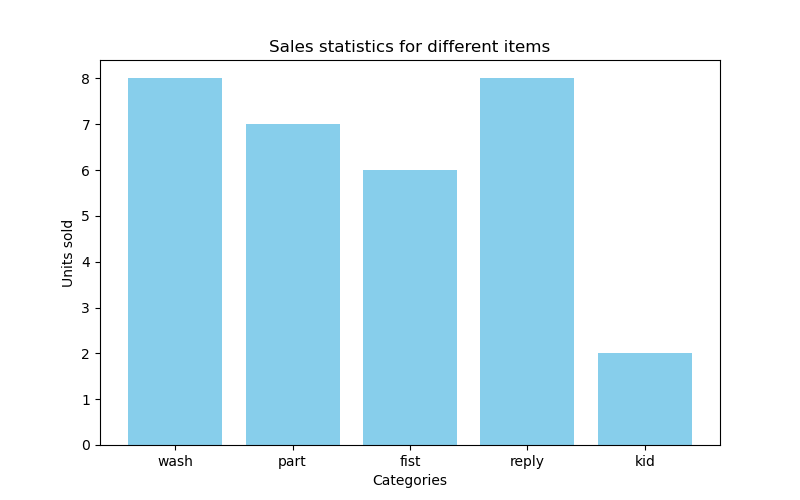 Sales statistics for different items
8
7
6
5
4
3
2
1
0
Units sold
wash part fist reply kid
Categories